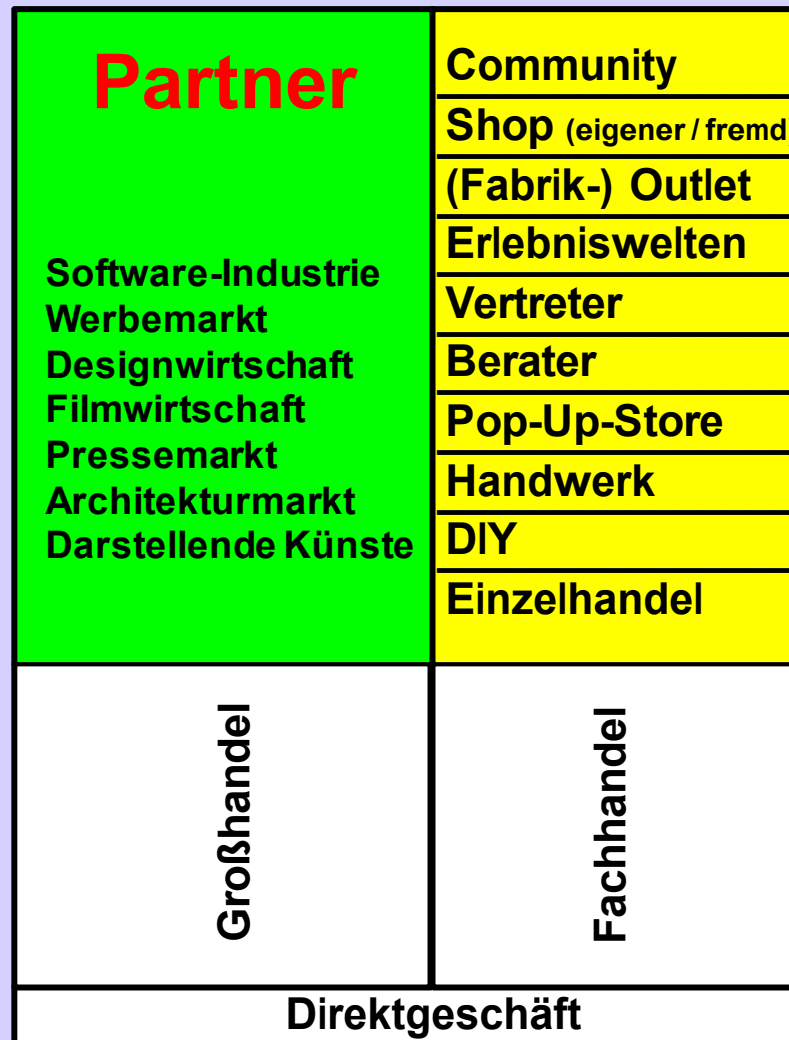 Partner
Software-Industrie
Werbemarkt
Designwirtschaft
Filmwirtschaft
Pressemarkt
Architekturmarkt
Darstellende Künste
Community
Shop (eigener / fremd
(Fabrik-) Outlet
Erlebniswelten
Vertreter
Berater
Pop-Up-Store
Handwerk
DIY
Einzelhandel
Großhandel
Fachhandel
Direktgeschäft